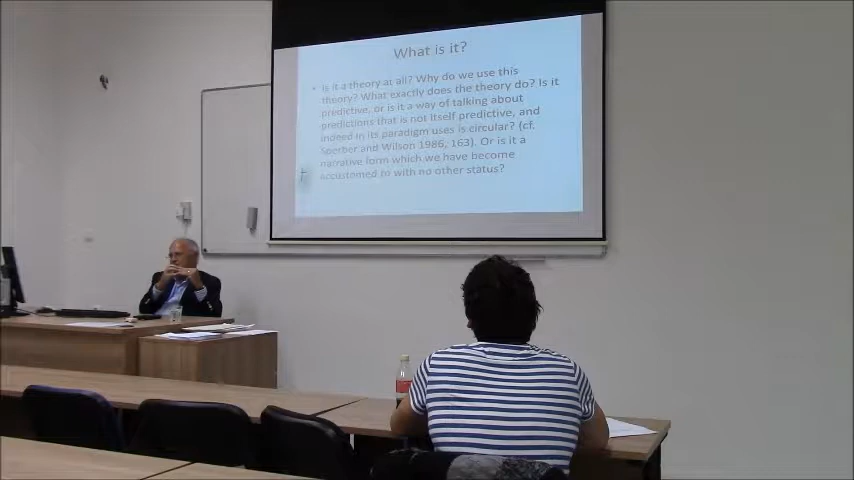 What is it?
• Is it a theory at all? Why do we use this
theory? What exactly does the theory do? Is it
predictive, or is it a way of talking about
predictions that is not itself predictive, and
indeed in its paradigm uses is circular? (cf.
Sperber and Wilson 1986, 163). Or is it a
narrative form which we have become
accustomed to with no other status?